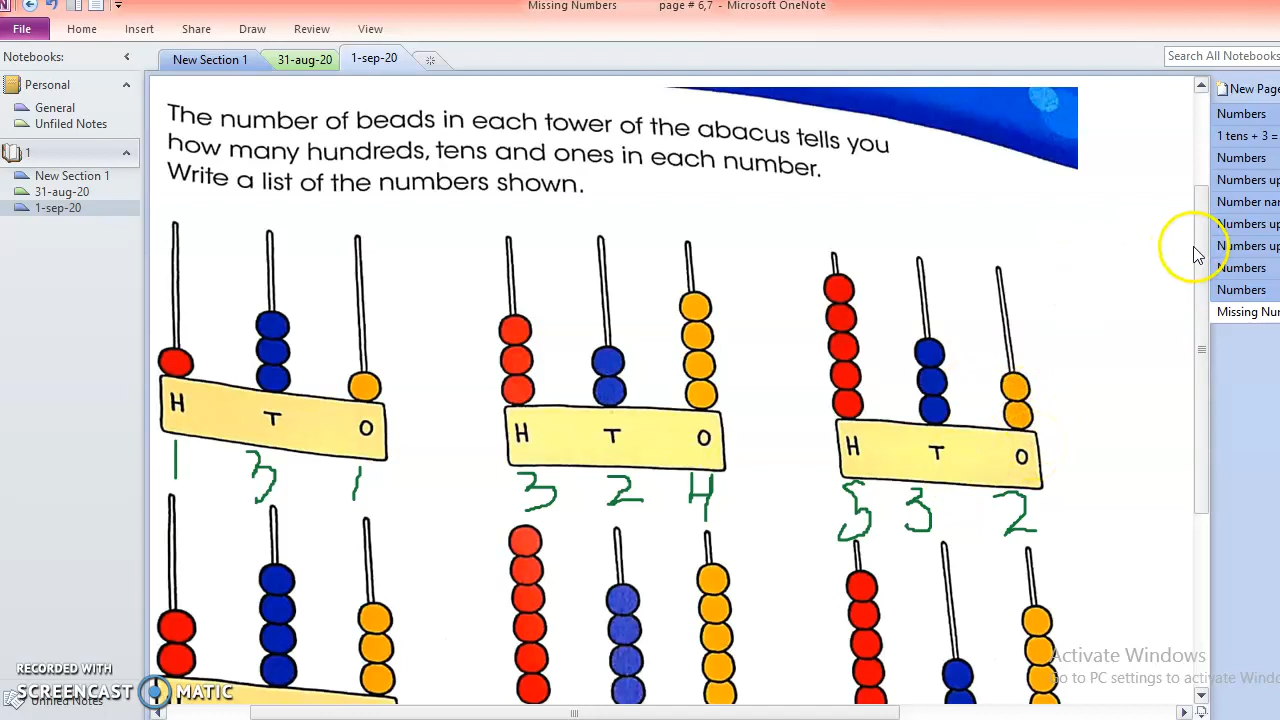 Missing Numbers page # 6,7 - Microsoft OneNote
File Home Insert Share Draw Review View
Notebooks:
New Section 1 31-aug-20 1-sep-20
Search All Notebooks
Personal
General
Unfiled Notes
1
New Section 1
31-aug-20
1-sep-20
New Page
Numbers
1 tens + 3 =
Numbers
Numbers up
Number nam
Numbers up
Numbers up
Numbers
Numbers
Missing Num
The number of beads in each tower of the abacus tells you
how many hundreds, tens and ones in each number.
Write a list of the numbers shown.
H T O
H T O
H T O
1 3 1
3 2 4
5 3 2
RECORDED WITH
SCREENCAST MATIC
Unfiled Notes
Activate Windows
Go to PC settings to activate Windo